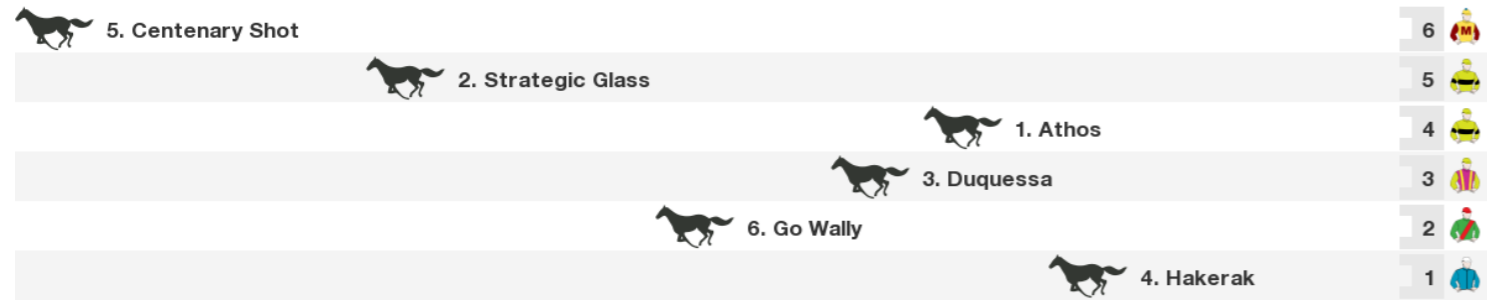 5. Centenary Shot 6 M
2. Strategic Glass 5
1. Athos 4
3. Duquessa 3
6. Go Wally 2
4. Hakerak 1